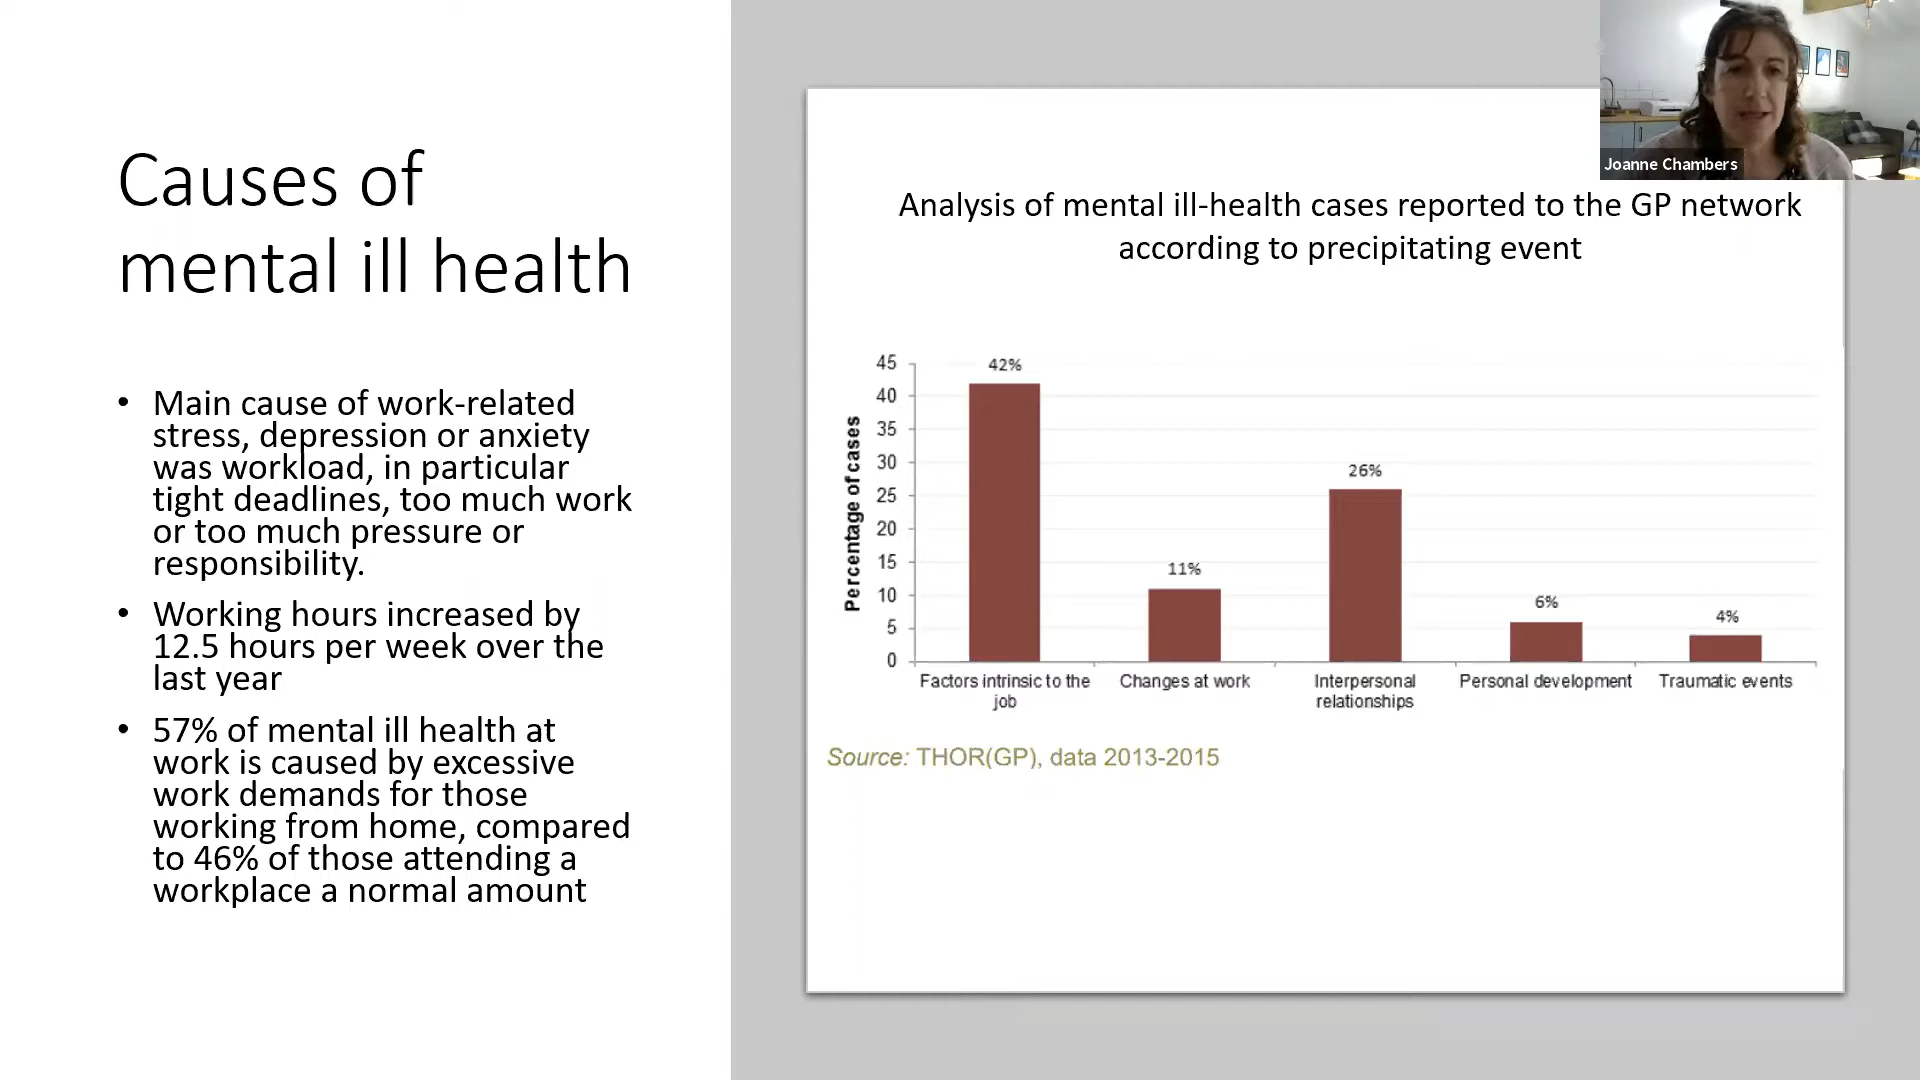 Causes of
mental ill health
• Main cause of work-related
stress, depression or anxiety
was workload, in particular
tight deadlines, too much work
or too much pressure or
responsibility.
• Working hours increased by
12.5 hours per week over the
last year
• 57% of mental ill health at
work is caused by excessive
work demands for those
working from home, compared
to 46% of those attending a
workplace a normal amount
Joanne Chambers
Analysis of mental ill-health cases reported to the GP network
according to precipitating event
Percentage of cases
45
40
35
30
25
20
15
10
5
0
42%
11%
26%
6%
4%
Factors intrinsic to the
job
Changes at work
Interpersonal
relationships
Personal development
Traumatic events
Source: THOR(GP), data 2013-2015